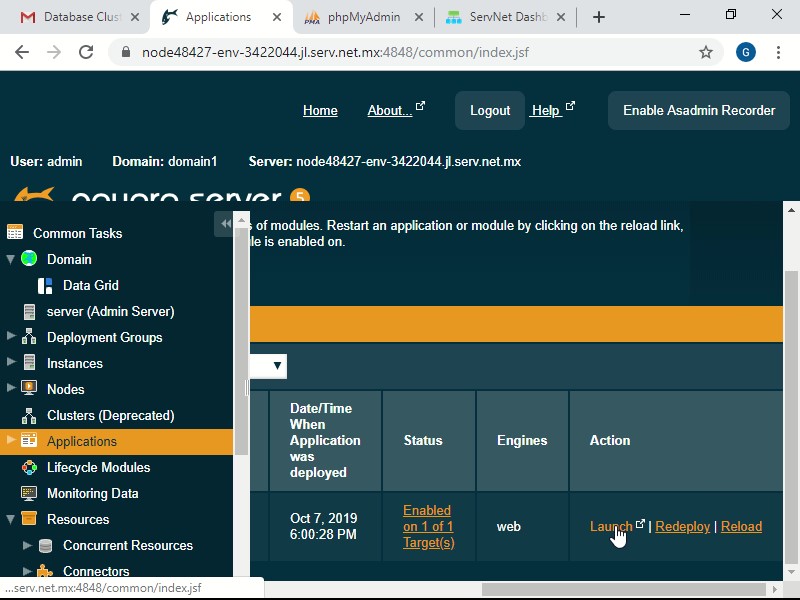 Database Clust
Applications
phpMyAdmin
ServNet Dashb
node48427-env-3422044.jl.serv.net.mx:4848/common/index.jsf
G
Home
About...
Logout
Help
Enable Asadmin Recorder
User: admin
Domain: domain1
Server: node48427-env-3422044.jl.serv.net.mx
payara server 5
s of modules. Restart an application or module by clicking on the reload link,
le is enabled on.
Common Tasks
Domain
Data Grid
server (Admin Server)
Deployment Groups
Instances
Nodes
Clusters (Deprecated)
Applications
Lifecycle Modules
Monitoring Data
Resources
Concurrent Resources
Connectors
Date/Time
When
Application
was
deployed
Status
Engines
Action
Oct 7, 2019
6:00:28 PM
Enabled
on 1 of 1
Target(s)
web
Launch | Redeploy | Reload
...serv.net.mx:4848/common/index.jsf